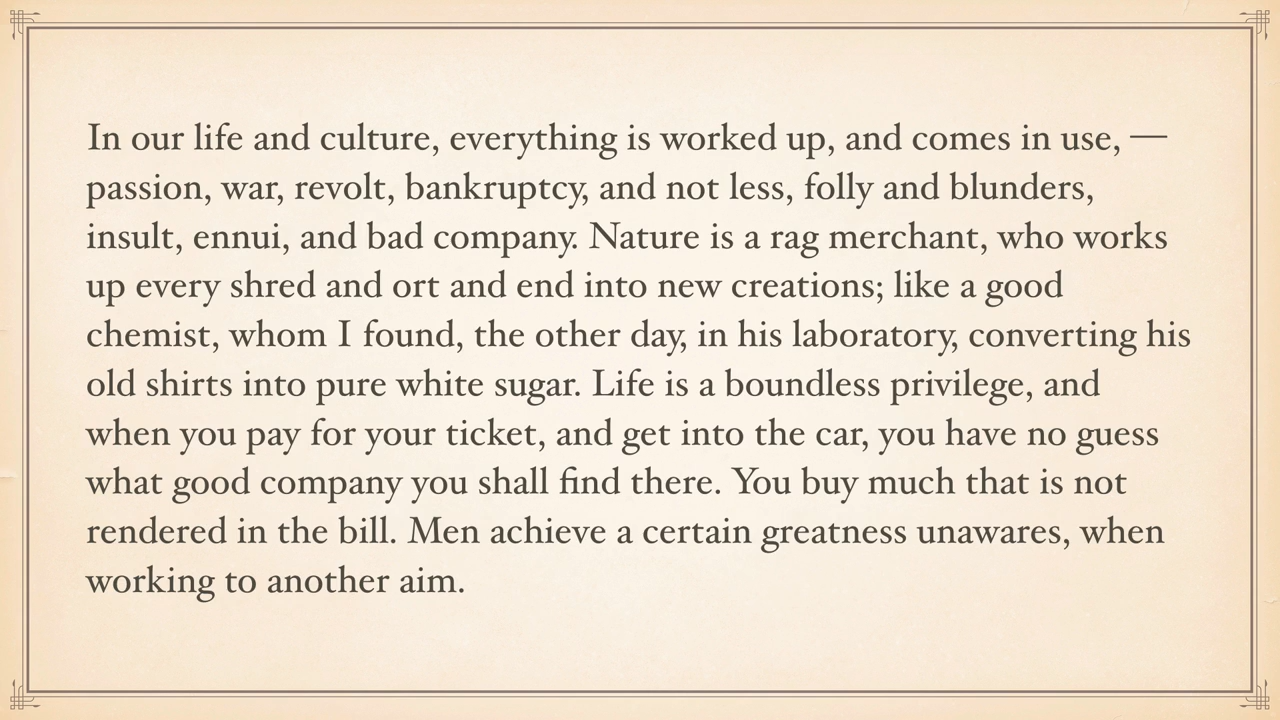 In our life and culture, everything is worked up, and comes in use, —
passion, war, revolt, bankruptcy, and not less, folly and blunders,
insult, ennui, and bad company. Nature is a rag merchant, who works
up every shred and ort and end into new creations; like a good
chemist, whom I found, the other day, in his laboratory, converting his
old shirts into pure white sugar. Life is a boundless privilege, and
when you pay for your ticket, and get into the car, you have no guess
what good company you shall find there. You buy much that is not
rendered in the bill. Men achieve a certain greatness unawares, when
working to another aim.